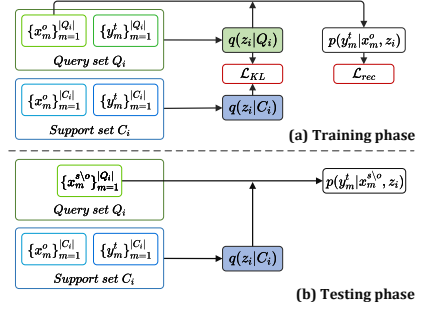 {x_m^o}_{m=1}^{|Q_i|} {y_m^t}_{m=1}^{|Q_i|} q(z_i|Q_i) p(y_m^t|x_m^o, z_i)
Query set Q_i
L_KL L_rec
{x_m^o}_{m=1}^{|C_i|} {y_m^t}_{m=1}^{|C_i|} q(z_i|C_i)
Support set C_i
(a) Training phase
{x_m^{s\o}}_{m=1}^{|Q_i|} p(y_m^t|x_m^{s\o}, z_i)
Query set Q_i
{x_m^o}_{m=1}^{|C_i|} {y_m^t}_{m=1}^{|C_i|} q(z_i|C_i)
Support set C_i
(b) Testing phase